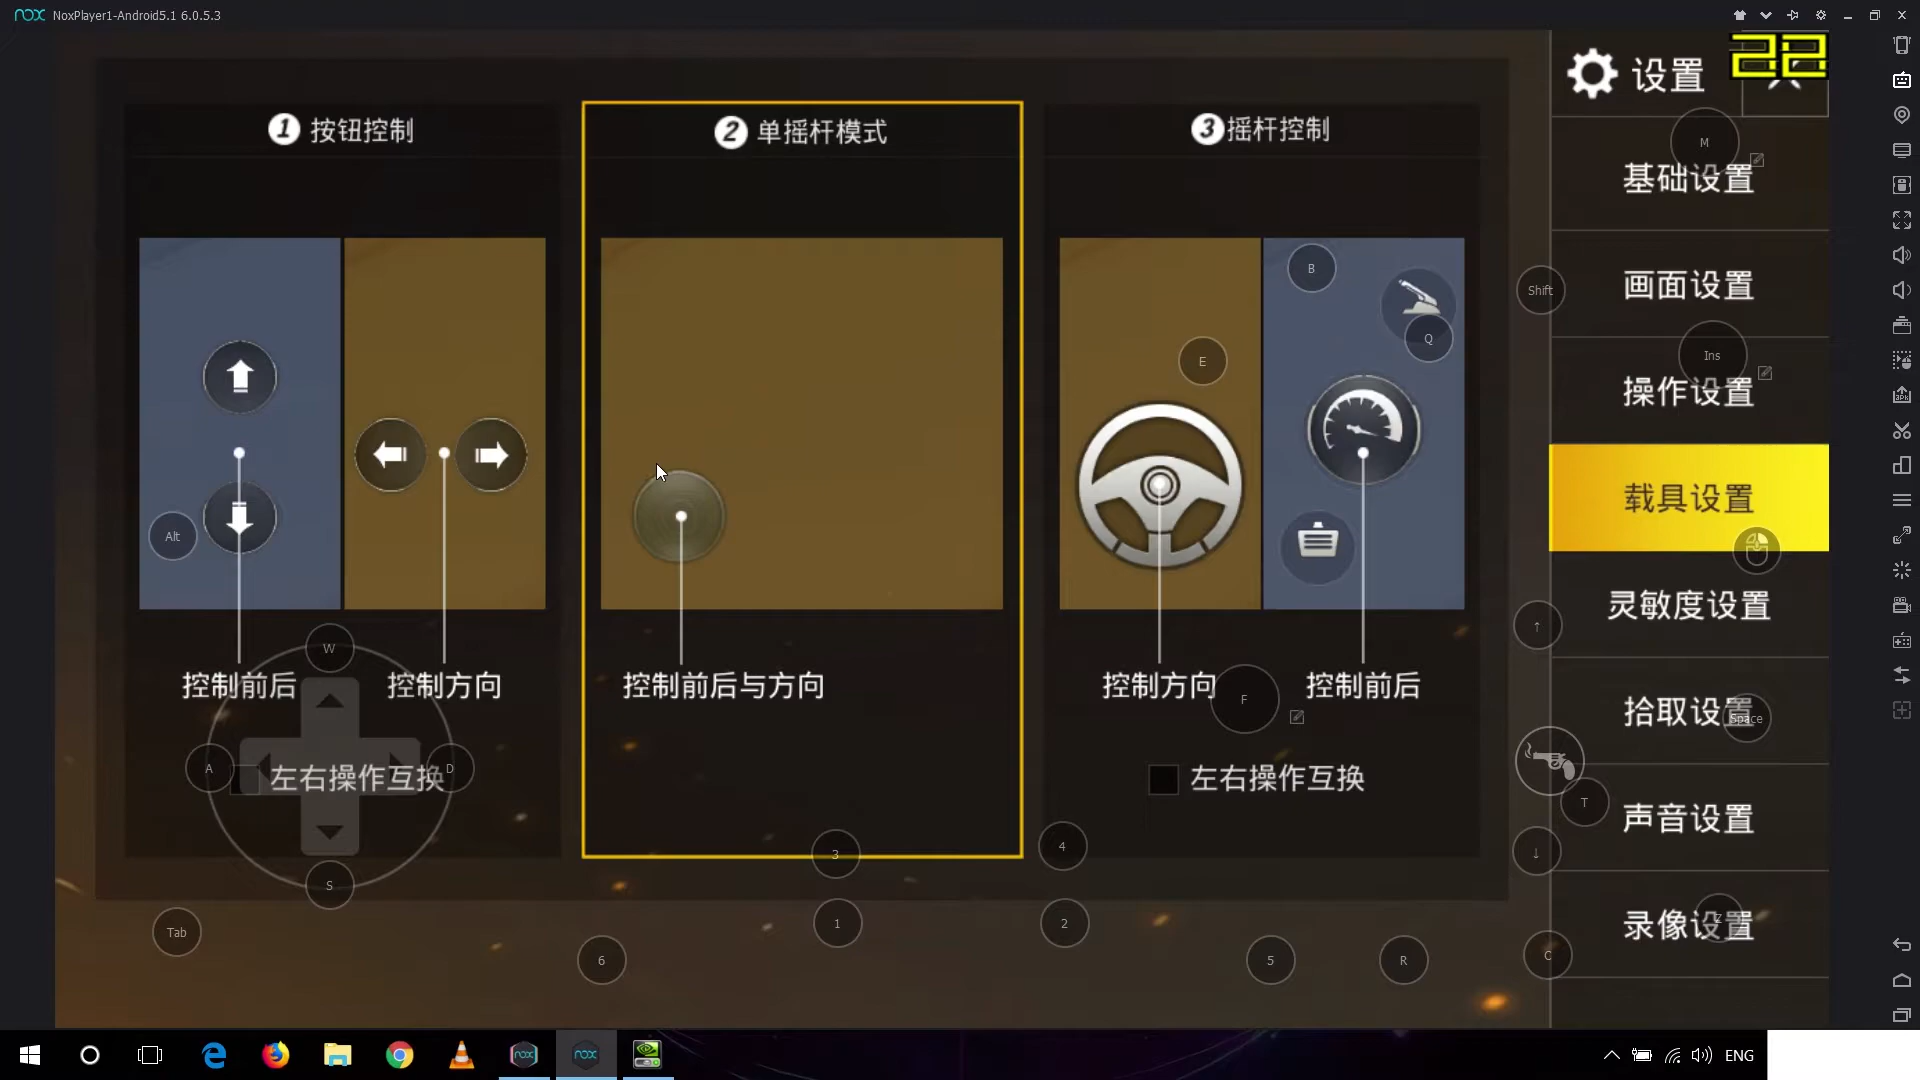 nox NoxPlayer1-Android5.1 6.0.5.3
22
设置
① 按钮控制
② 单摇杆模式
③ 摇杆控制
控制前后
控制方向
控制前后与方向
控制方向
控制前后
左右操作互换
左右操作互换
基础设置
画面设置
操作设置
载具设置
灵敏度设置
拾取设置
声音设置
录像设置
M
B
Shift
Q
Ins
E
Alt
W
F
Space
A
D
T
3
4
S
1
2
Z
Tab
6
5
R
C
nox
nox
ENG